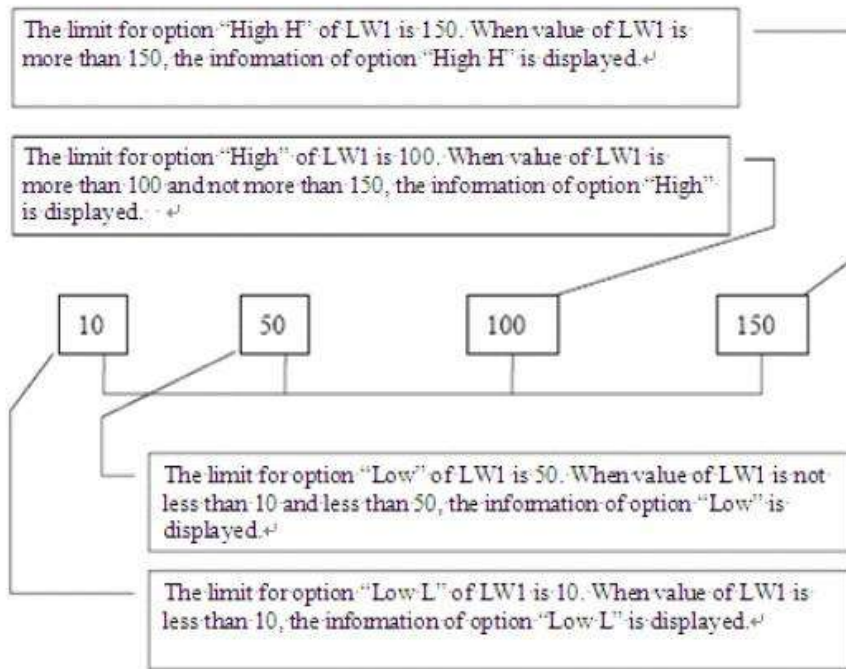 The limit for option “High H” of LW1 is 150. When value of LW1 is
more than 150, the information of option “High H” is displayed.↵
The limit for option “High” of LW1 is 100. When value of LW1 is
more than 100 and not more than 150, the information of option “High”
is displayed. ↵
10
50
100
150
The limit for option “Low” of LW1 is 50. When value of LW1 is not
less than 10 and less than 50, the information of option “Low” is
displayed.↵
The limit for option “Low L” of LW1 is 10. When value of LW1 is
less than 10, the information of option “Low L” is displayed.↵